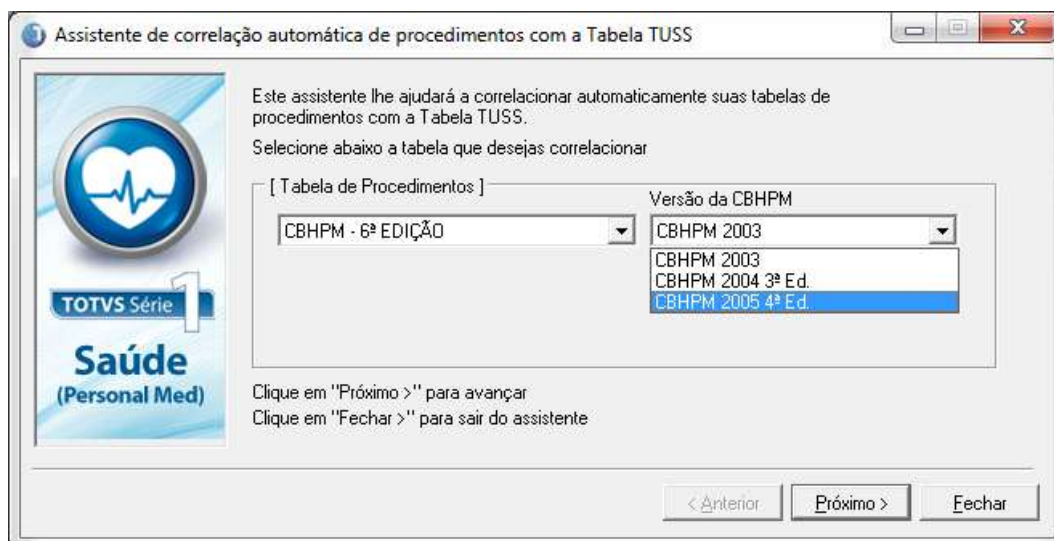 Assistente de correlação automática de procedimentos com a Tabela TUSS
Este assistente lhe ajudará a correlacionar automaticamente suas tabelas de
procedimentos com a Tabela TUSS.
Selecione abaixo a tabela que desejas correlacionar
[ Tabela de Procedimentos ]
Versão da CBHPM
CBHPM - 6ª EDIÇÃO
CBHPM 2003
CBHPM 2003
CBHPM 2004 3ª Ed.
CBHPM 2005 4ª Ed.
TOTVS Série 1
Saúde
(Personal Med)
Clique em "Próximo >" para avançar
Clique em "Fechar >" para sair do assistente
< Anterior
Próximo >
Fechar